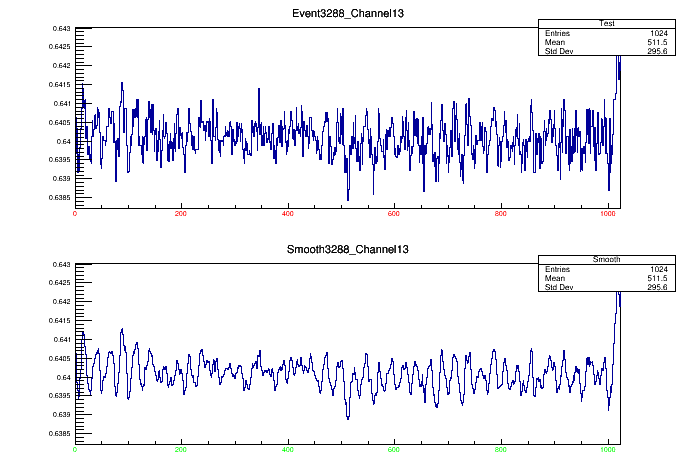 Event3288_Channel13
Test
Entries 1024
Mean 511.5
Std Dev 295.6
0.643
0.6425
0.642
0.6415
0.641
0.6405
0.64
0.6395
0.639
0.6385
0 200 400 600 800 1000
Smooth3288_Channel13
Smooth
Entries 1024
Mean 511.5
Std Dev 295.6
0.643
0.6425
0.642
0.6415
0.641
0.6405
0.64
0.6395
0.639
0.6385
0 200 400 600 800 1000